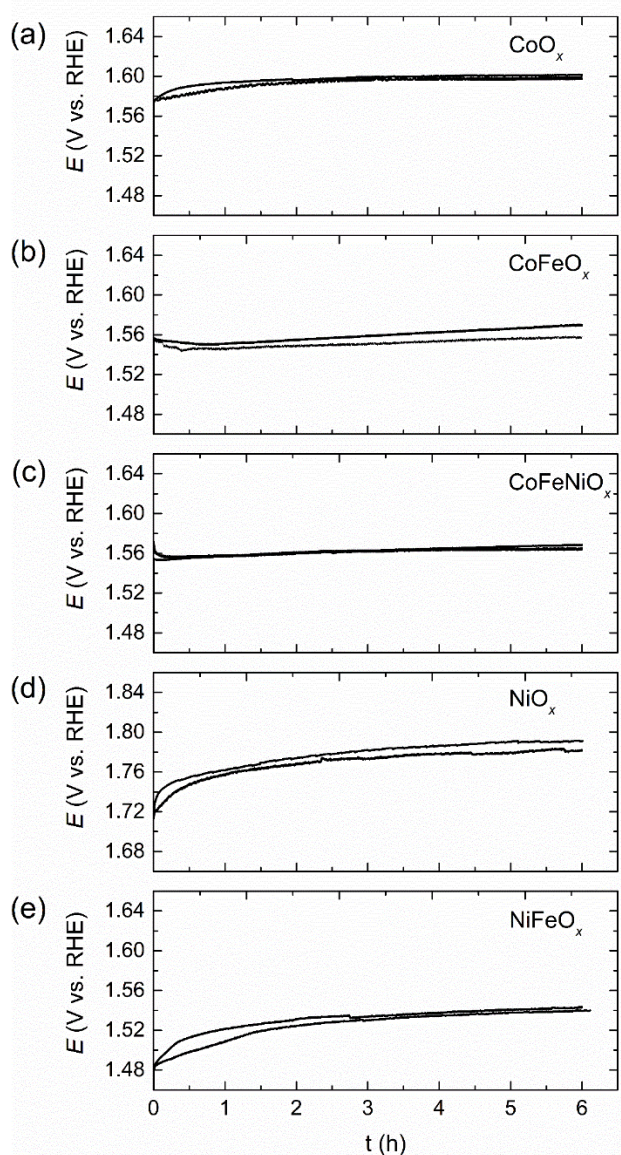 (a)
CoOₓ
E (V vs. RHE)
1.64
1.60
1.56
1.52
1.48
(b)
CoFeOₓ
E (V vs. RHE)
1.64
1.60
1.56
1.52
1.48
(c)
CoFeNiOₓ
E (V vs. RHE)
1.64
1.60
1.56
1.52
1.48
(d)
NiOₓ
E (V vs. RHE)
1.84
1.80
1.76
1.72
1.68
(e)
NiFeOₓ
E (V vs. RHE)
1.64
1.60
1.56
1.52
1.48
0 1 2 3 4 5 6
t (h)